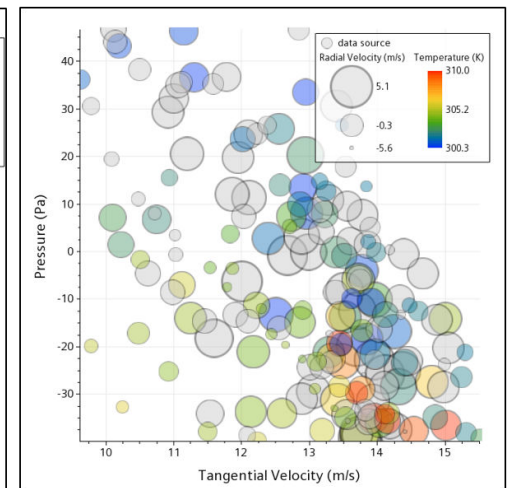 data source
Radial Velocity (m/s) Temperature (K)
5.1
-0.3
-5.6
310.0
305.2
300.3
Pressure (Pa)
40
30
20
10
0
-10
-20
-30
10 11 12 13 14 15
Tangential Velocity (m/s)